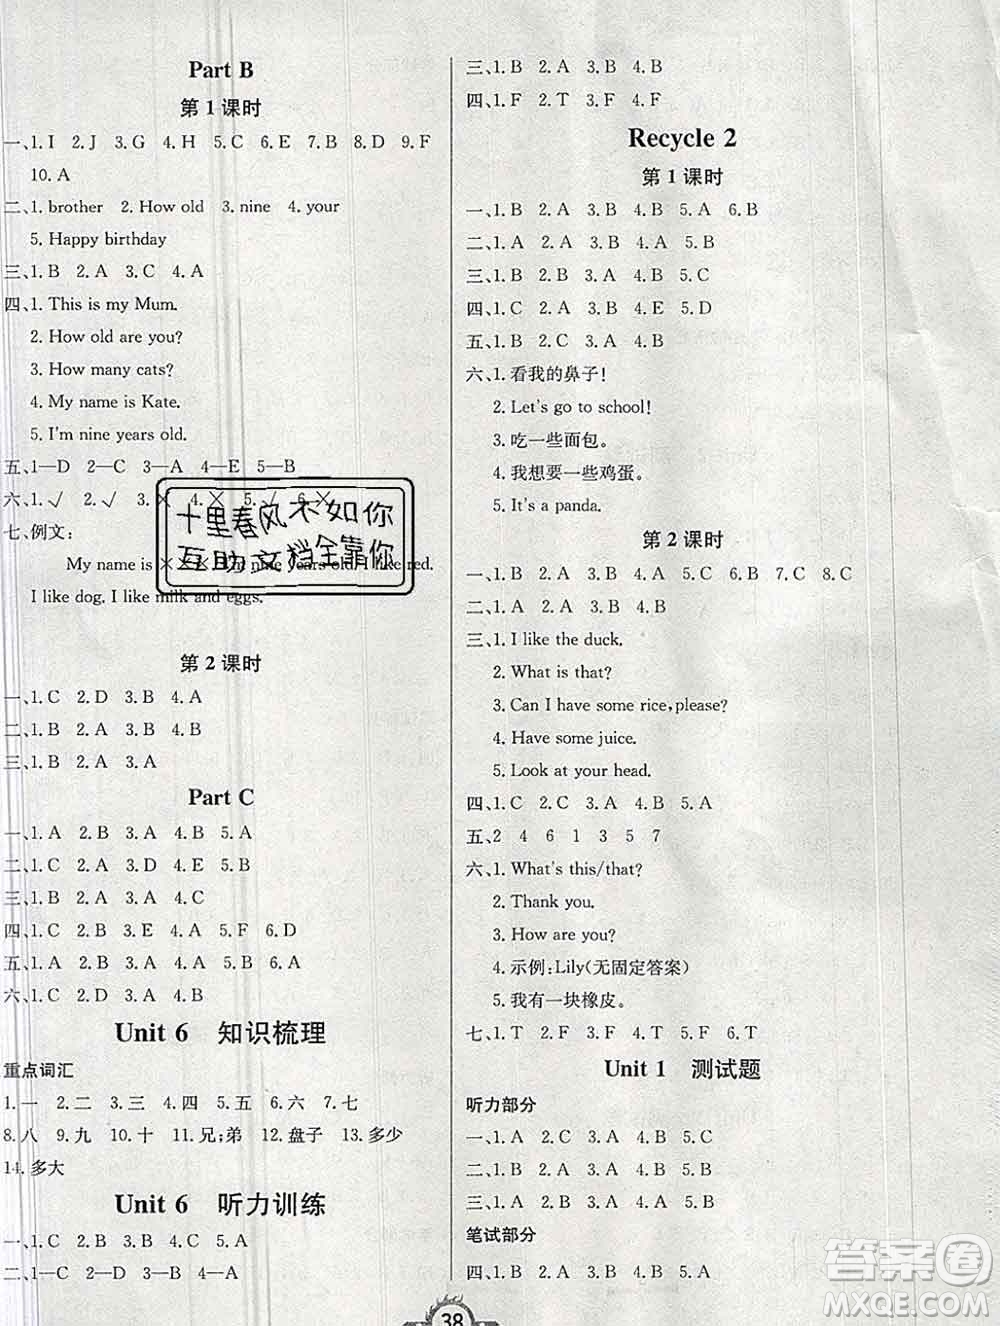 Part B
第1课时
一、1.I 2.J 3.G 4.H 5.C 6.E 7.B 8.D 9.F
10.A
二、1. brother 2. How old 3. nine 4. your
5. Happy birthday
三、1.B 2.A 3.C 4.A
四、1. This is my Mum.
2. How old are you?
3. How many cats?
4. My name is Kate.
5. I'm nine years old.
五、1—D 2—C 3—A 4—E 5—B
六、1.√ 2.√ 3.× 4.× 5.√ 6.×
七、例文:
My name is ××× I'm nine years old. I like red.
I like dog. I like milk and eggs.
十里春风不如你
互助文档全靠你
第2课时
一、1.C 2.D 3.B 4.A
二、1.B 2.A 3.B 4.B
三、1.B 2.A 3.A
Part C
一、1.A 2.B 3.A 4.B 5.A
二、1.C 2.A 3.D 4.E 5.B
三、1.B 2.B 3.A 4.C
四、1.C 2.B 3.E 4.A 5.F 6.D
五、1.A 2.C 3.A 4.C 5.B 6.C
六、1.C 2.A 3.A 4.B
Unit 6 知识梳理
重点词汇
1.一 2.二 3.三 4.四 5.五 6.六 7.七
8.八 9.九 10.十 11.兄;弟 12.盘子 13.多少
14.多大
Unit 6 听力训练
一、1.C 2.B 3.B 4.C 5.A
二、1—C 2—D 3—B 4—A
38
三、1.B 2.A 3.B 4.B
四、1.F 2.T 3.F 4.F
Recycle 2
第1课时
一、1.B 2.A 3.B 4.B 5.A 6.B
二、1.A 2.A 3.B 4.A 5.B
三、1.B 2.A 3.B 4.B 5.C
四、1.C 2.A 3.B 4.E 5.D
五、1.B 2.C 3.A 4.A 5.B
六、1.看我的鼻子!
2. Let's go to school!
3.吃一些面包。
4.我想要一些鸡蛋。
5. It's a panda.
第2课时
一、1.B 2.A 3.B 4.A 5.C 6.B 7.C 8.C
二、1.A 2.A 3.B 4.B 5.A
三、1. I like the duck.
2. What is that?
3. Can I have some rice,please?
4. Have some juice.
5. Look at your head.
四、1.C 2.C 3.B 4.B 5.A
五、2 4 6 1 3 5 7
六、1. What's this/that?
2. Thank you.
3. How are you?
4. 示例:Lily(无固定答案)
5. 我有一块橡皮。
七、1.T 2.F 3.F 4.T 5.F 6.F
Unit 1 测试题
听力部分
一、1.A 2.C 3.A 4.B 5.C
二、1.B 2.B 3.A 4.A 5.B
三、1.A 2.B 3.B 4.A 5.B
笔试部分
四、1.B 2.A 3.A 4.B 5.B
答案圈
MXQE.COM